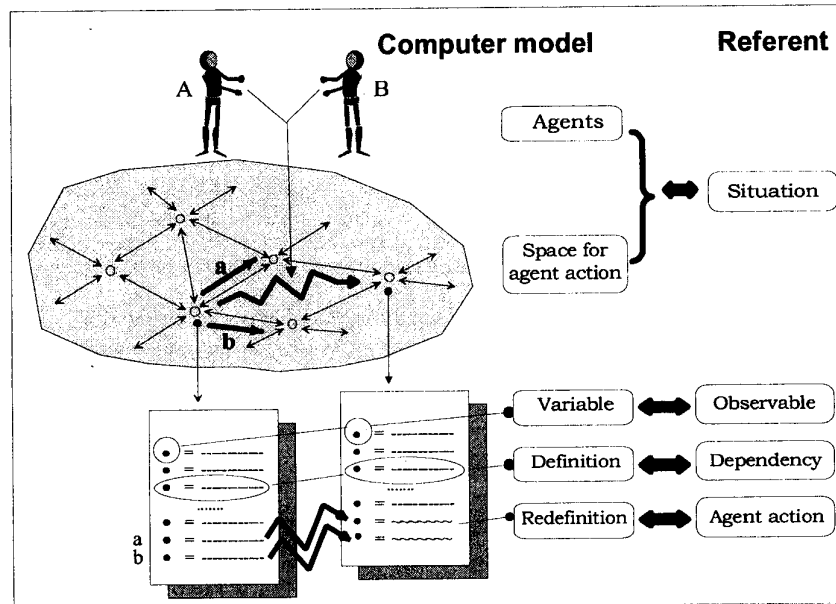 Computer model
Referent
A
B
Agents
Situation
Space for
agent action
a
b
Variable
Observable
Definition
Dependency
Redefinition
Agent action
=
=
=
.......
=
a = 
b =
=
=
=
.......
=
=
=